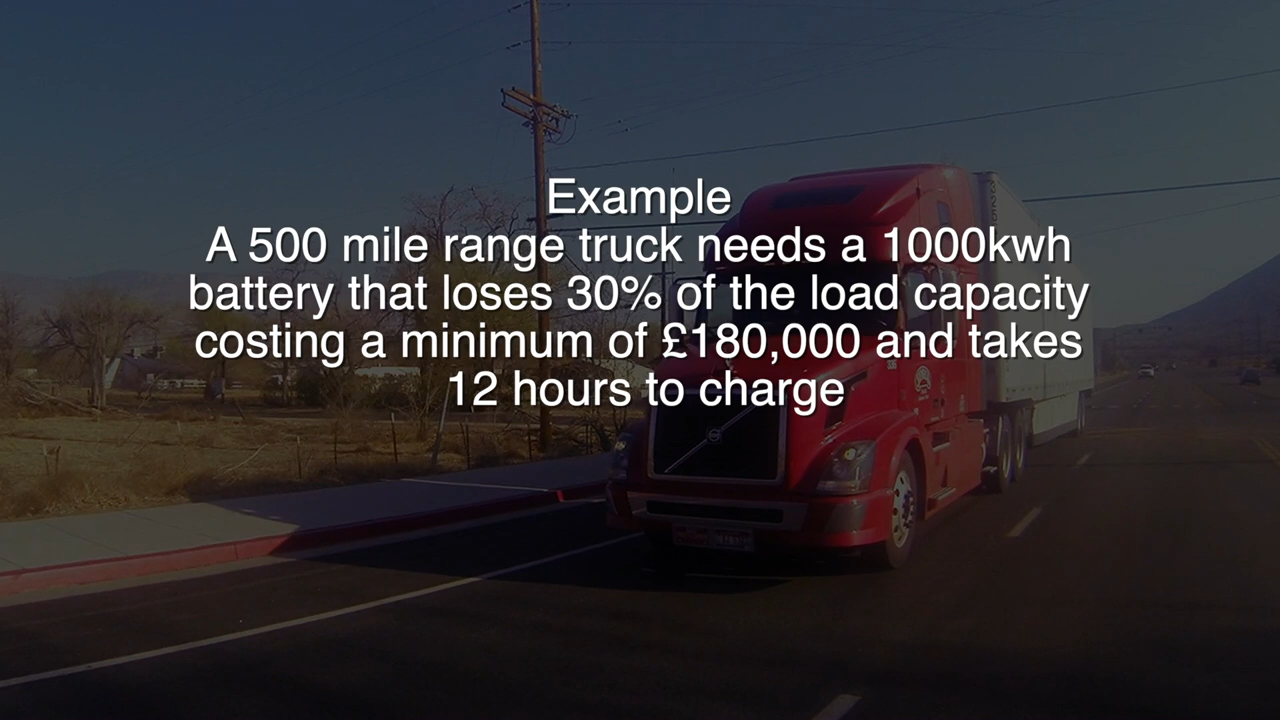 Example
A 500 mile range truck needs a 1000kwh
battery that loses 30% of the load capacity
costing a minimum of £180,000 and takes
12 hours to charge